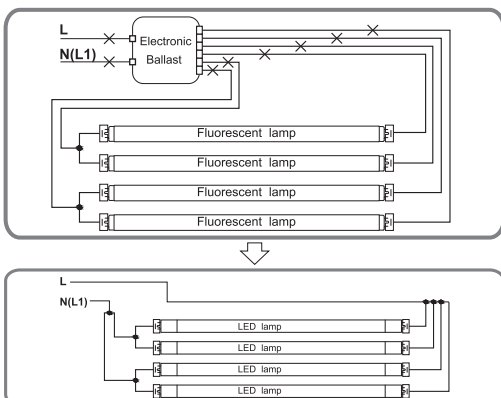 L
N(L1)
Electronic
Ballast
Fluorescent lamp
Fluorescent lamp
Fluorescent lamp
Fluorescent lamp
L
N(L1)
LED lamp
LED lamp
LED lamp
LED lamp